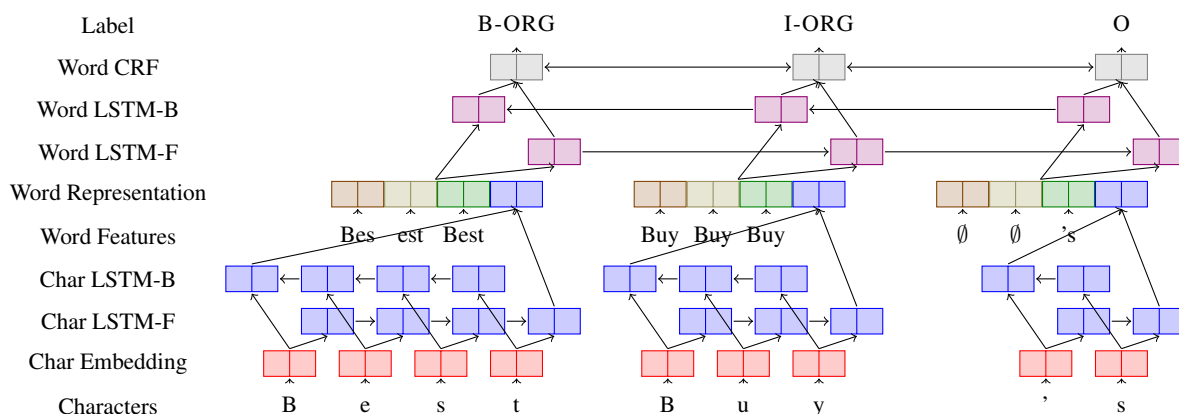 Label B-ORG I-ORG O
Word CRF
Word LSTM-B
Word LSTM-F
Word Representation
Word Features Bes est Best Buy Buy Buy ∅ ∅ 's
Char LSTM-B
Char LSTM-F
Char Embedding
Characters B e s t B u y ' s